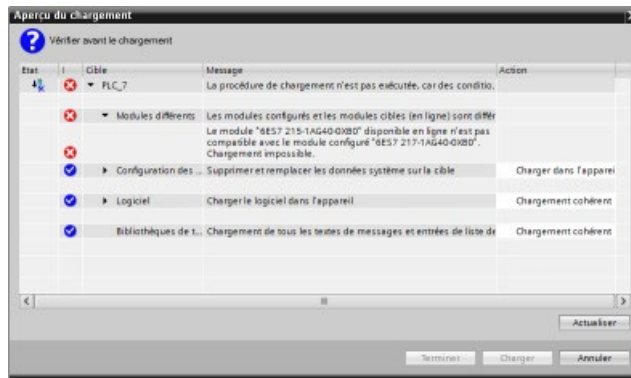 Aperçu du chargement
Vérifier avant le chargement
Etat ! Cible Message Action
PLC_7 La procédure de chargement n'est pas exécutée, car des conditio.
Modules différents Les modules configurés et les modules cibles (en ligne) sont différ
Le module "6ES7 215-1AG40-0XB0" disponible en ligne n'est pas
compatible avec le module configuré "6ES7 217-1AG40-0XB0".
Chargement impossible.
Configuration des ... Supprimer et remplacer les données système sur la cible Charger dans l'apparei
Logiciel Charger le logiciel dans l'appareil Chargement cohérent
Bibliothèques de t... Chargement de tous les textes de messages et entrées de liste de Chargement cohérent
Actualiser
Terminer Charger Annuler